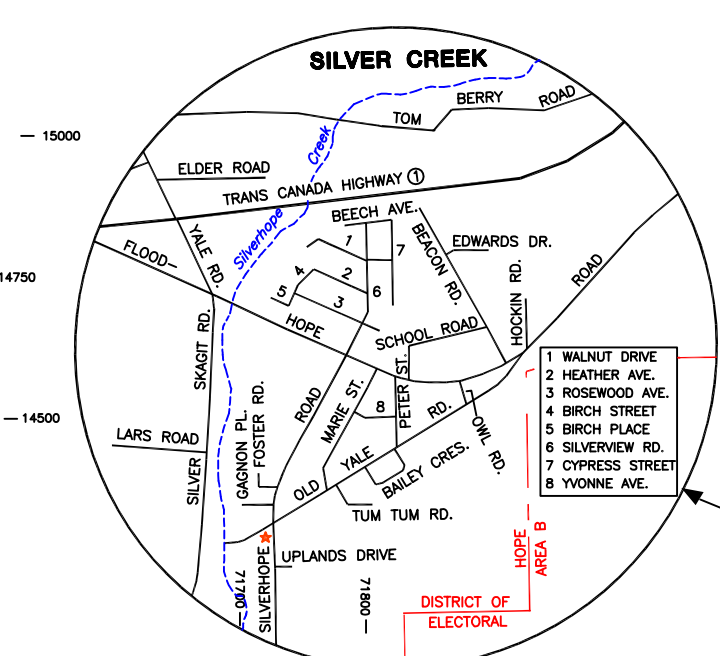 SILVER CREEK
BERRY ROAD
TOM
15000
Creek
ELDER ROAD
TRANS CANADA HIGHWAY 1
BEECH AVE.
Silverhope
YALE RD.
FLOOD–
1
7
BEACON RD.
EDWARDS DR.
14750
4
2
5
3
6
HOCKIN RD.
ROAD
HOPE
SCHOOL ROAD
SKAGIT RD.
1 WALNUT DRIVE
2 HEATHER AVE.
3 ROSEWOOD AVE.
4 BIRCH STREET
5 BIRCH PLACE
6 SILVERVIEW RD.
7 CYPRESS STREET
8 YVONNE AVE.
14500
LARS ROAD
GAGNON PL.
FOSTER RD.
ROAD
MARIE ST.
8
PETER ST.
RD.
OWL RD.
SILVER
OLD YALE
BAILEY CRES.
TUM TUM RD.
UPLANDS DRIVE
SILVERHOPE
71700
71800
HOPE
AREA B
DISTRICT OF
ELECTORAL